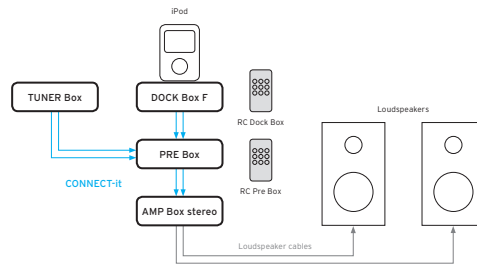 iPod
TUNER Box
DOCK Box F
RC Dock Box
Loudspeakers
PRE Box
RC Pre Box
CONNECT-it
AMP Box stereo
Loudspeaker cables